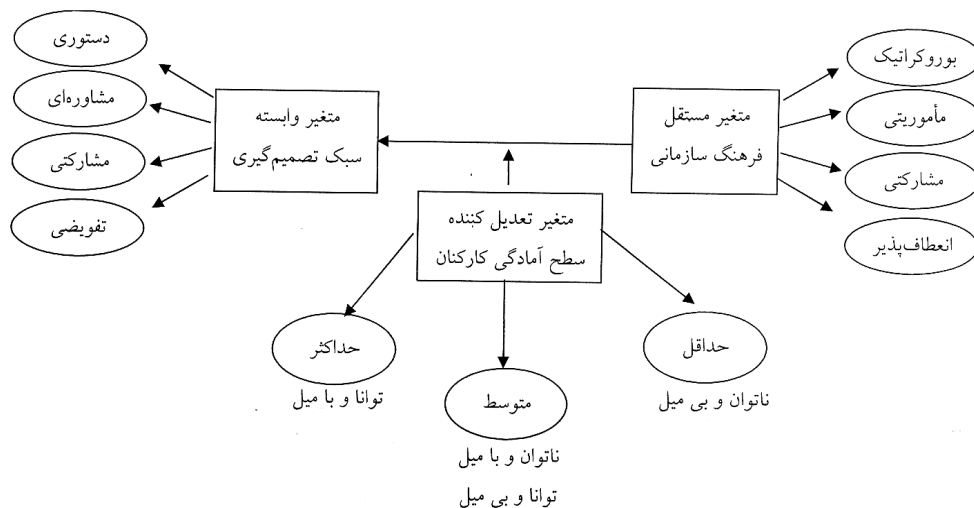 بوروکراتیک
مأموریتی
مشارکتی
انعطاف‌پذیر
متغیر مستقل
فرهنگ سازمانی
متغیر وابسته
سبک تصمیم‌گیری
دستوری
مشاوره‌ای
مشارکتی
تفویضی
متغیر تعدیل کننده
سطح آمادگی کارکنان
حداقل
ناتوان و بی میل
متوسط
ناتوان و با میل
توانا و بی میل
حداکثر
توانا و با میل